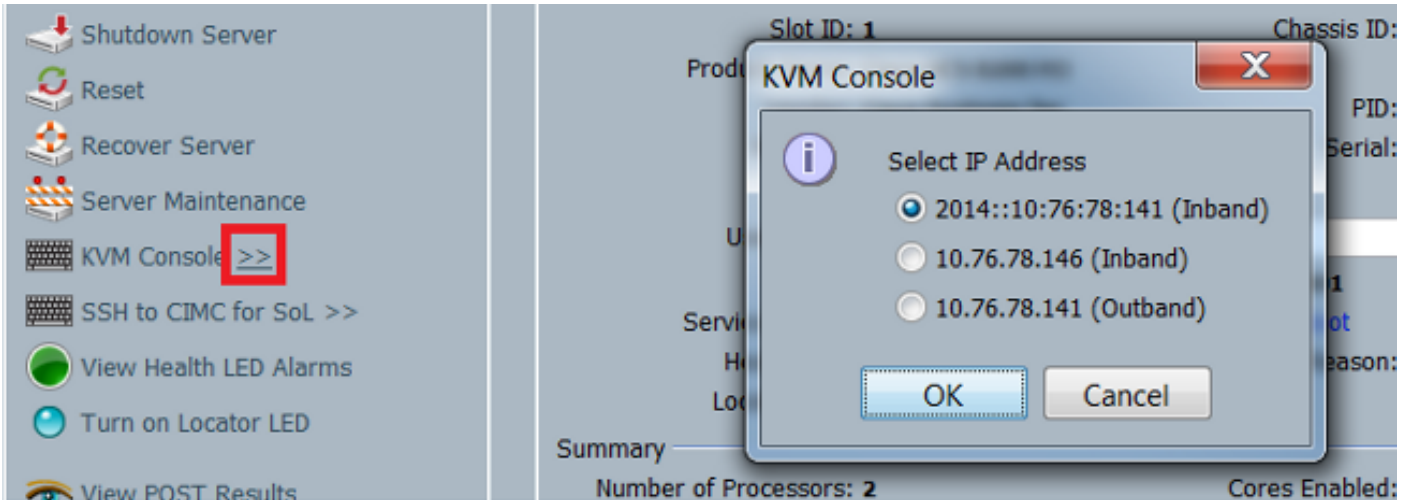 Shutdown Server
Reset
Recover Server
Server Maintenance
KVM Console >>
SSH to CIMC for SoL >>
View Health LED Alarms
Turn on Locator LED
View POST Results
Slot ID: 1
Chassis ID:
Produ
PID:
Serial:
U
1
Servi
ot
He
eason:
Loc
Summary
Number of Processors: 2
Cores Enabled:
KVM Console
X
Select IP Address
2014::10:76:78:141 (Inband)
10.76.78.146 (Inband)
10.76.78.141 (Outband)
OK
Cancel